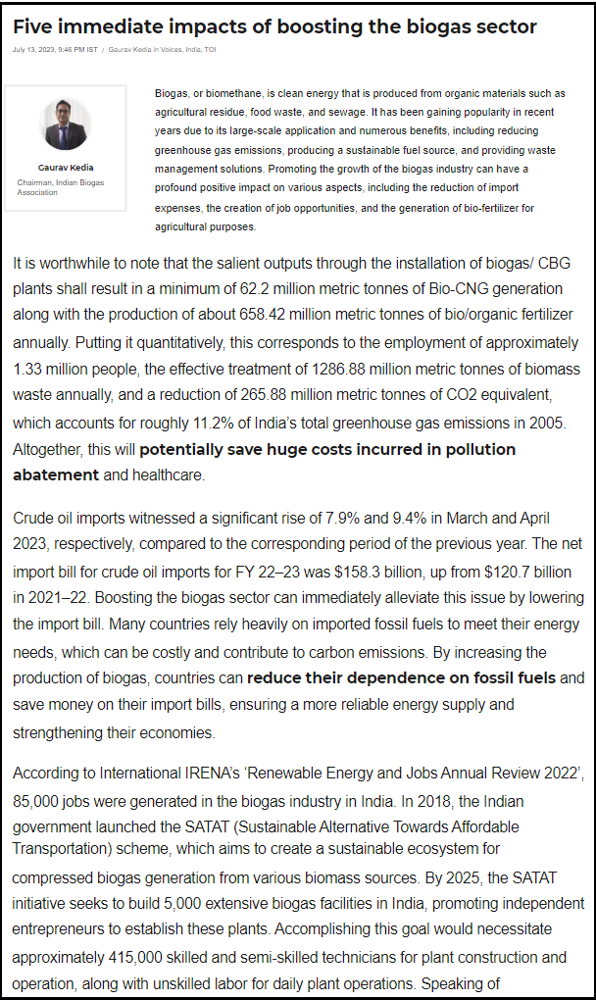 Five immediate impacts of boosting the biogas sector
July 13, 2023, 9:46 PM IST / Gaurav Kedia in Voices, India, TOI
Gaurav Kedia
Chairman, Indian Biogas
Association
Biogas, or biomethane, is clean energy that is produced from organic materials such as
agricultural residue, food waste, and sewage. It has been gaining popularity in recent
years due to its large-scale application and numerous benefits, including reducing
greenhouse gas emissions, producing a sustainable fuel source, and providing waste
management solutions. Promoting the growth of the biogas industry can have a
profound positive impact on various aspects, including the reduction of import
expenses, the creation of job opportunities, and the generation of bio-fertilizer for
agricultural purposes.
It is worthwhile to note that the salient outputs through the installation of biogas/ CBG
plants shall result in a minimum of 62.2 million metric tonnes of Bio-CNG generation
along with the production of about 658.42 million metric tonnes of bio/organic fertilizer
annually. Putting it quantitatively, this corresponds to the employment of approximately
1.33 million people, the effective treatment of 1286.88 million metric tonnes of biomass
waste annually, and a reduction of 265.88 million metric tonnes of CO2 equivalent,
which accounts for roughly 11.2% of India's total greenhouse gas emissions in 2005.
Altogether, this will potentially save huge costs incurred in pollution
abatement and healthcare.
Crude oil imports witnessed a significant rise of 7.9% and 9.4% in March and April
2023, respectively, compared to the corresponding period of the previous year. The net
import bill for crude oil imports for FY 22–23 was $158.3 billion, up from $120.7 billion
in 2021–22. Boosting the biogas sector can immediately alleviate this issue by lowering
the import bill. Many countries rely heavily on imported fossil fuels to meet their energy
needs, which can be costly and contribute to carbon emissions. By increasing the
production of biogas, countries can reduce their dependence on fossil fuels and
save money on their import bills, ensuring a more reliable energy supply and
strengthening their economies.
According to International IRENA's 'Renewable Energy and Jobs Annual Review 2022',
85,000 jobs were generated in the biogas industry in India. In 2018, the Indian
government launched the SATAT (Sustainable Alternative Towards Affordable
Transportation) scheme, which aims to create a sustainable ecosystem for
compressed biogas generation from various biomass sources. By 2025, the SATAT
initiative seeks to build 5,000 extensive biogas facilities in India, promoting independent
entrepreneurs to establish these plants. Accomplishing this goal would necessitate
approximately 415,000 skilled and semi-skilled technicians for plant construction and
operation, along with unskilled labor for daily plant operations. Speaking of